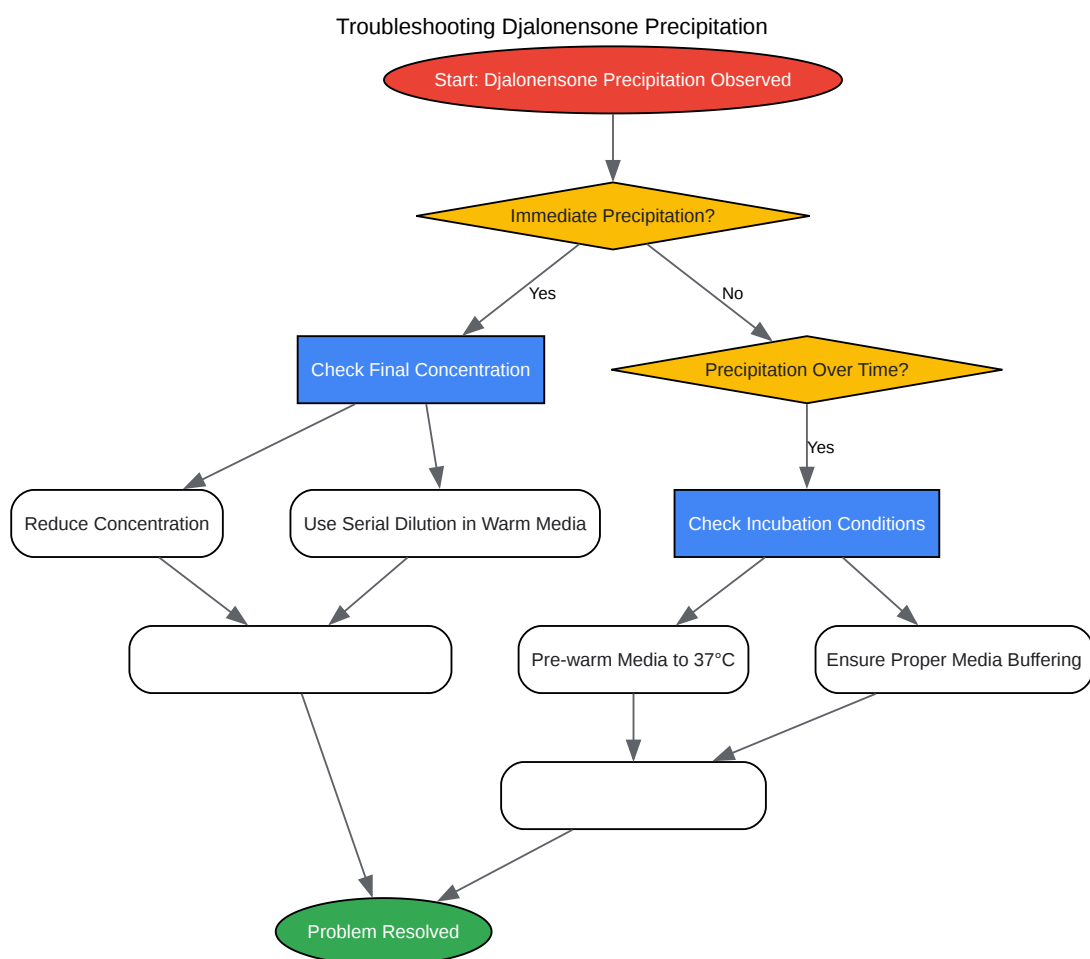 Troubleshooting Djalonensone Precipitation
Start: Djalonensone Precipitation Observed
Immediate Precipitation?
Yes
No
Check Final Concentration
Precipitation Over Time?
Yes
Reduce Concentration
Use Serial Dilution in Warm Media
Check Incubation Conditions
Pre-warm Media to 37°C
Ensure Proper Media Buffering
Problem Resolved